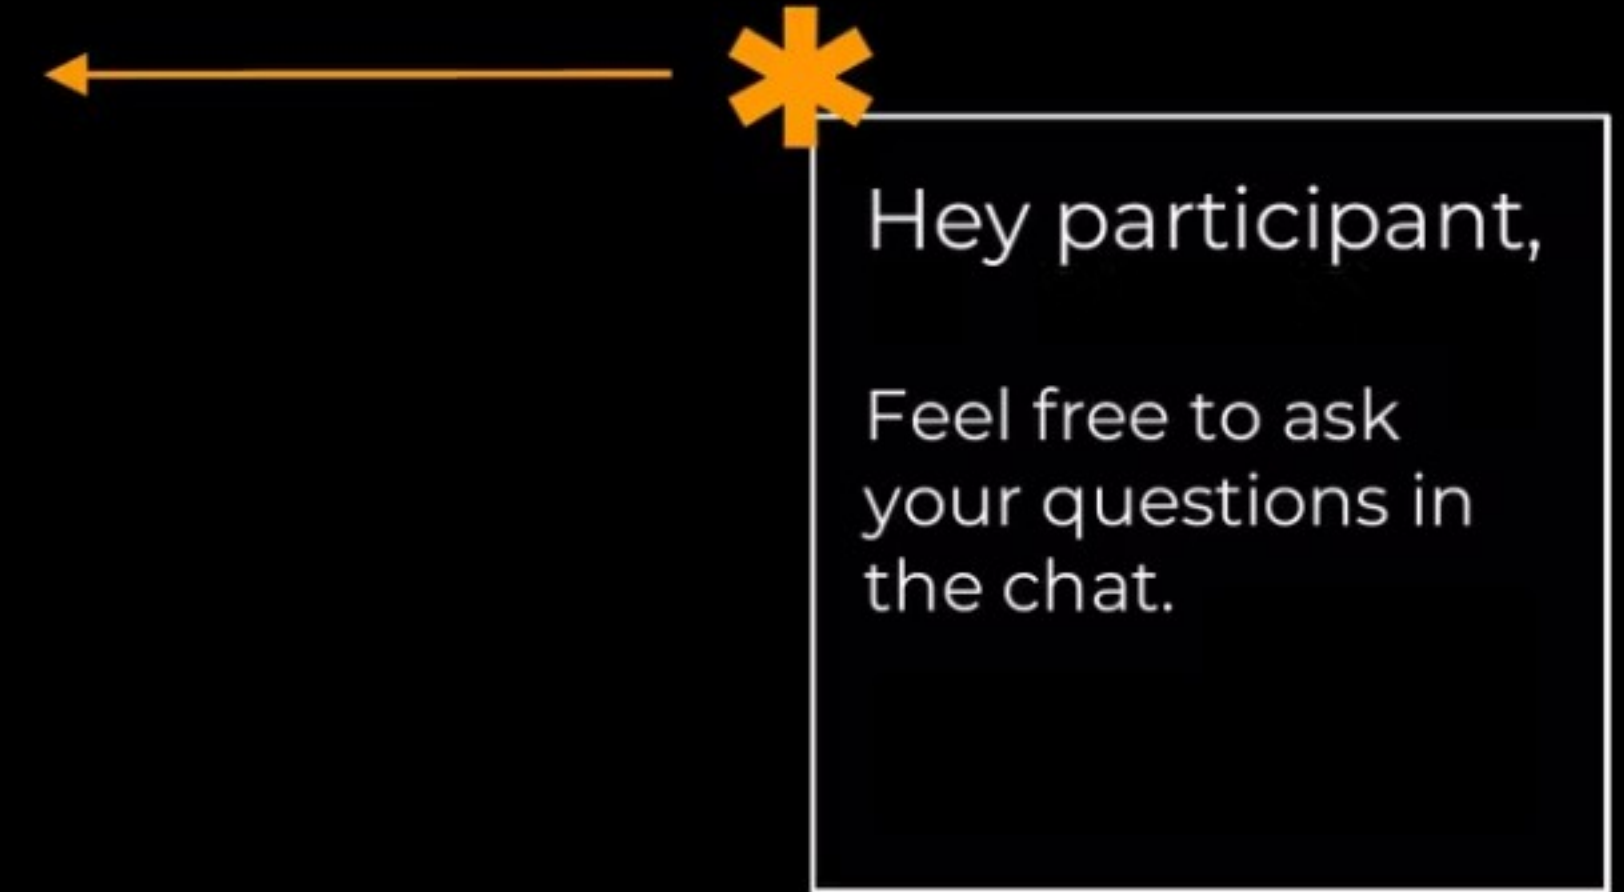 Hey participant,
Feel free to ask
your questions in
the chat.